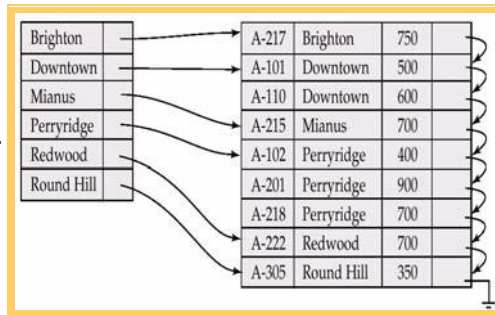 Brighton
Downtown
Mianus
Perryridge
Redwood
Round Hill
A-217 Brighton 750
A-101 Downtown 500
A-110 Downtown 600
A-215 Mianus 700
A-102 Perryridge 400
A-201 Perryridge 900
A-218 Perryridge 700
A-222 Redwood 700
A-305 Round Hill 350